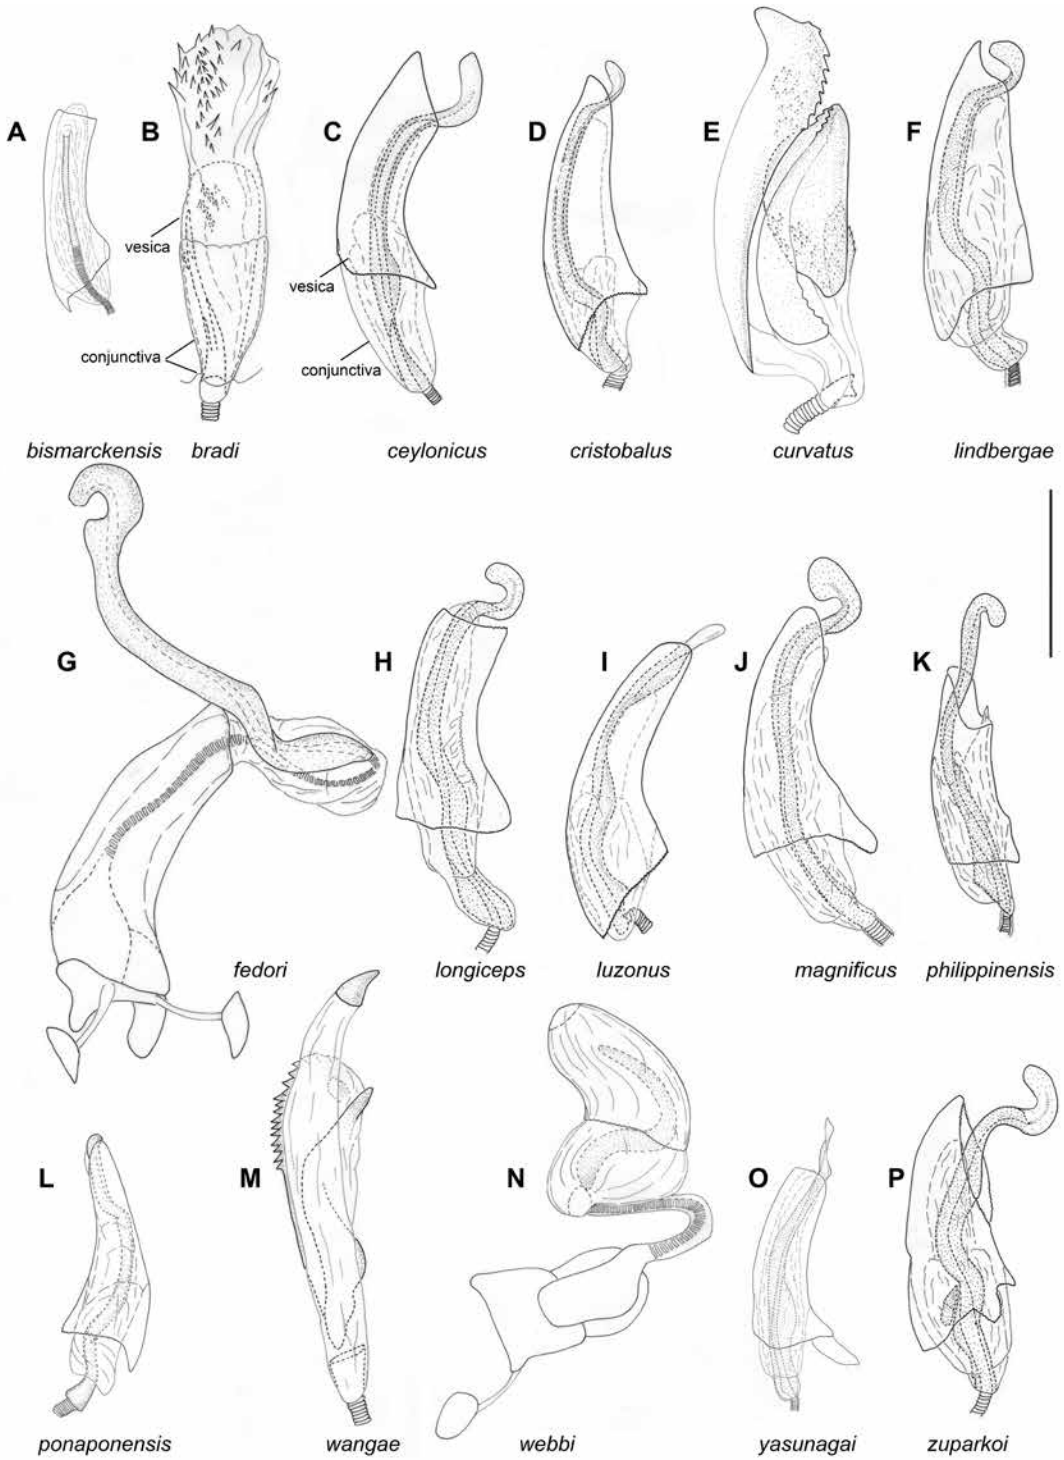 A
B
C
D
E
F
vesica
vesica
conjunctiva
conjunctiva
bismarckensis
bradi
ceylonicus
cristobalus
curvatus
lindbergae
G
H
I
J
K
fedori
longiceps
luzonus
magnificus
philippinensis
L
M
N
O
P
ponaponensis
wangae
webbi
yasunagai
zuparkoi